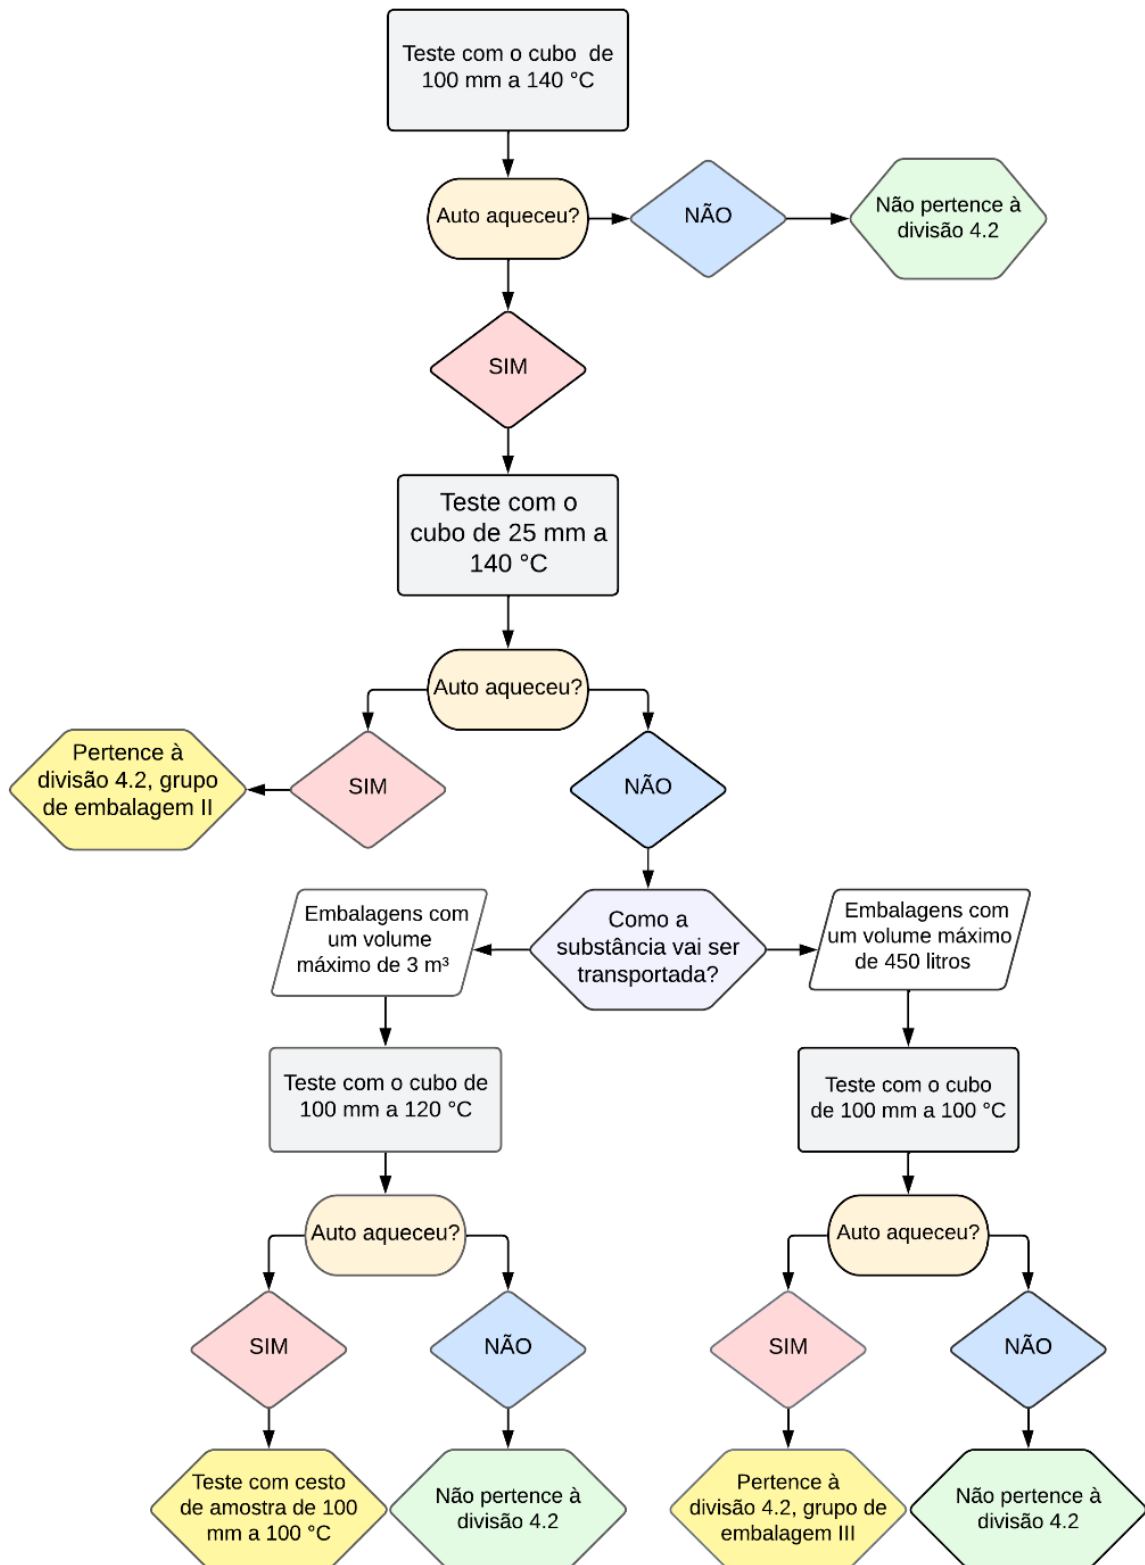 Teste com o cubo de
100 mm a 140 °C
Auto aqueceu?
NÃO
Não pertence à
divisão 4.2
SIM
Teste com o
cubo de 25 mm a
140 °C
Auto aqueceu?
Pertence à
divisão 4.2, grupo
de embalagem II
SIM
NÃO
Embalagens com
um volume
máximo de 3 m³
Como a
substância vai ser
transportada?
Embalagens com
um volume máximo
de 450 litros
Teste com o cubo de
100 mm a 120 °C
Teste com o cubo
de 100 mm a 100 °C
Auto aqueceu?
Auto aqueceu?
SIM
NÃO
SIM
NÃO
Teste com cesto
de amostra de 100
mm a 100 °C
Não pertence à
divisão 4.2
Pertence à
divisão 4.2, grupo de
embalagem III
Não pertence à
divisão 4.2